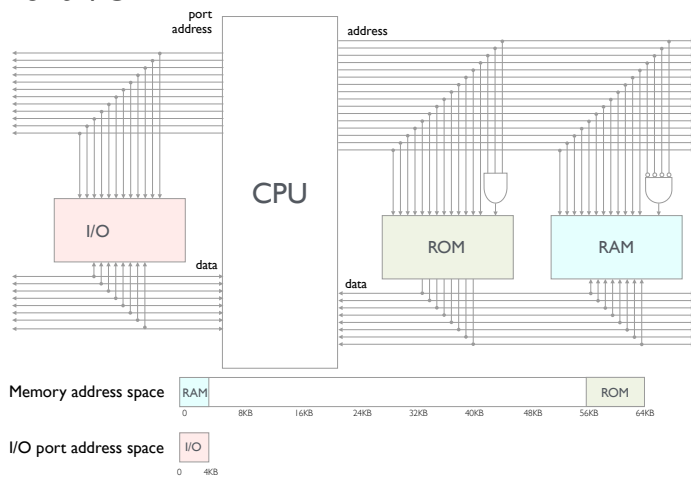 port
address
address
CPU
I/O
ROM
RAM
data
data
Memory address space
RAM
ROM
0 8KB 16KB 24KB 32KB 40KB 48KB 56KB 64KB
I/O port address space
I/O
0 4KB